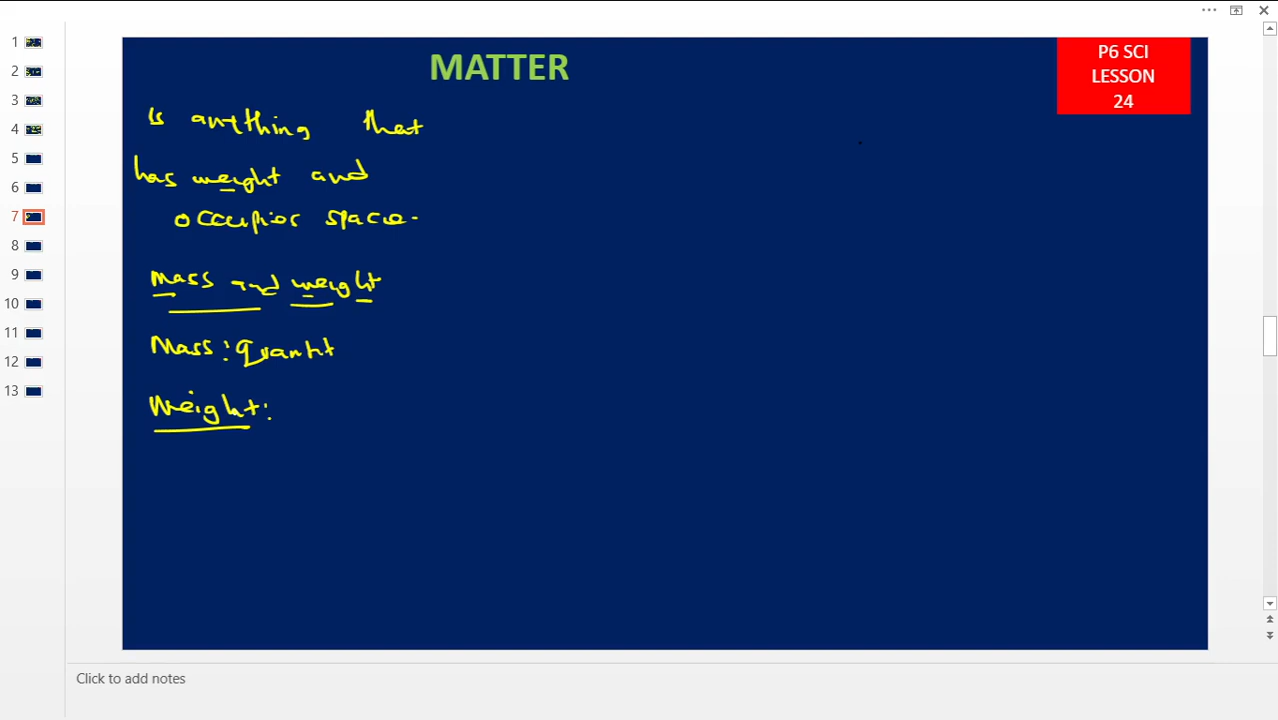 1
2
3
4
5
6
7
8
9
10
11
12
13
MATTER
P6 SCI
LESSON
24
is anything that
has weight and
occupies space.
Mass and weight
Mass: quantit
Weight:
Click to add notes